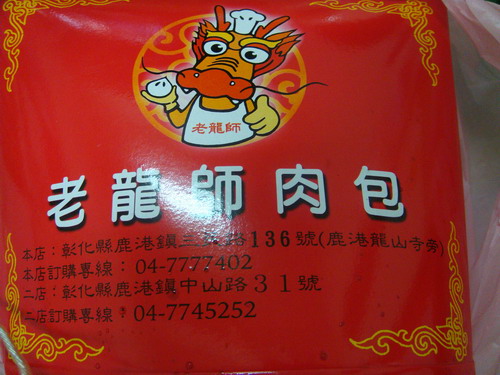 老龍師
老龍師肉包
本店：彰化縣鹿港鎮三民路136號(鹿港龍山寺旁)
本店訂購專線：04-7777402
二店：彰化縣鹿港鎮中山路31號
二店訂購專線：04-7745252